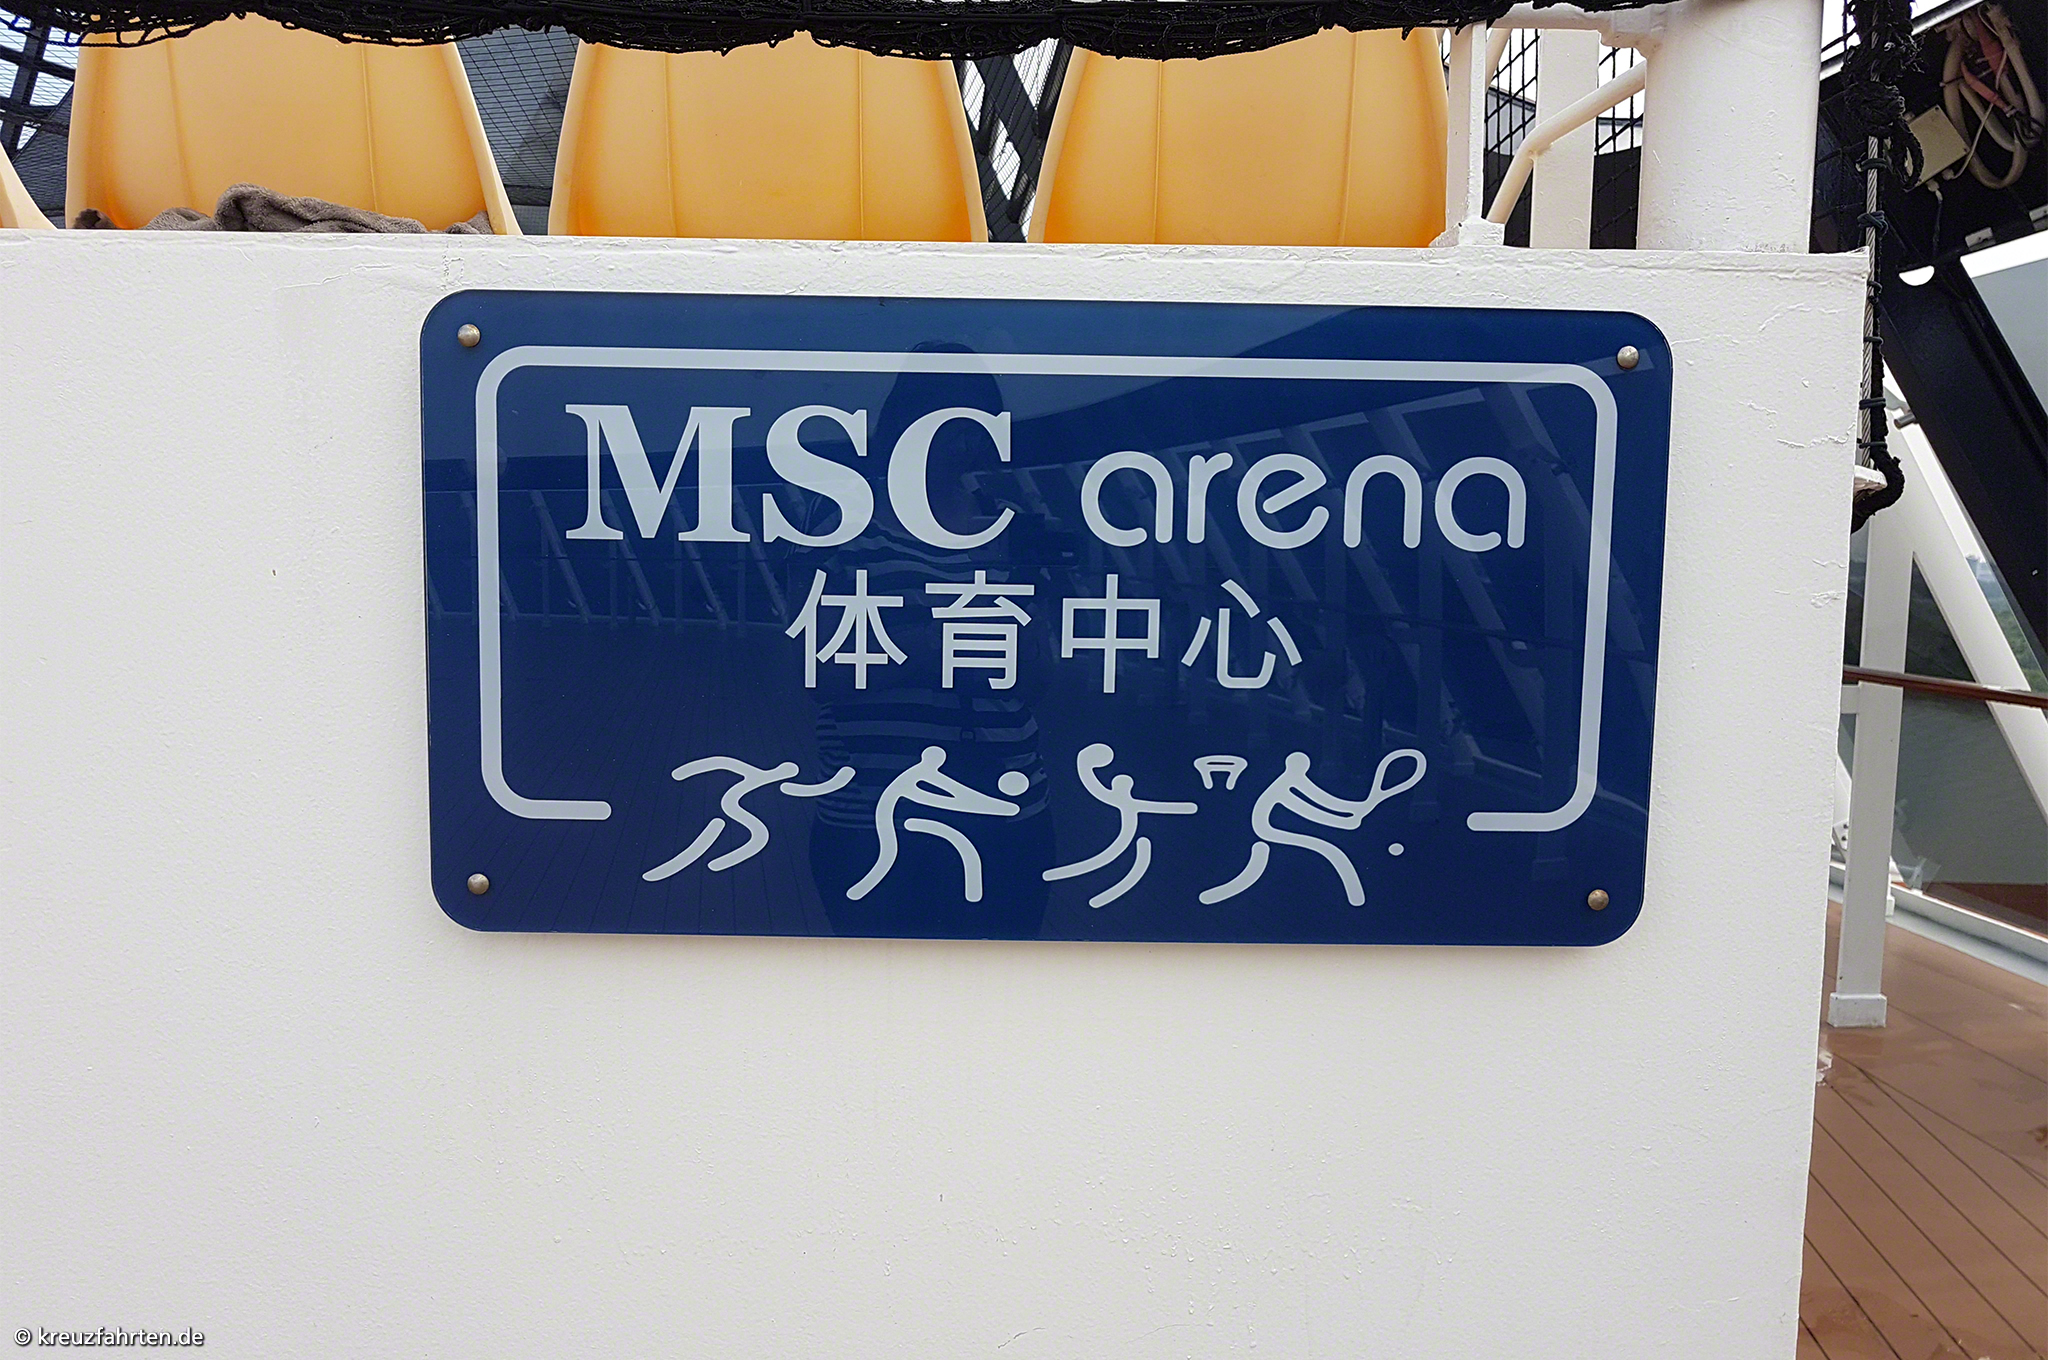 MSC arena
体育中心
© kreuzfahrten.de